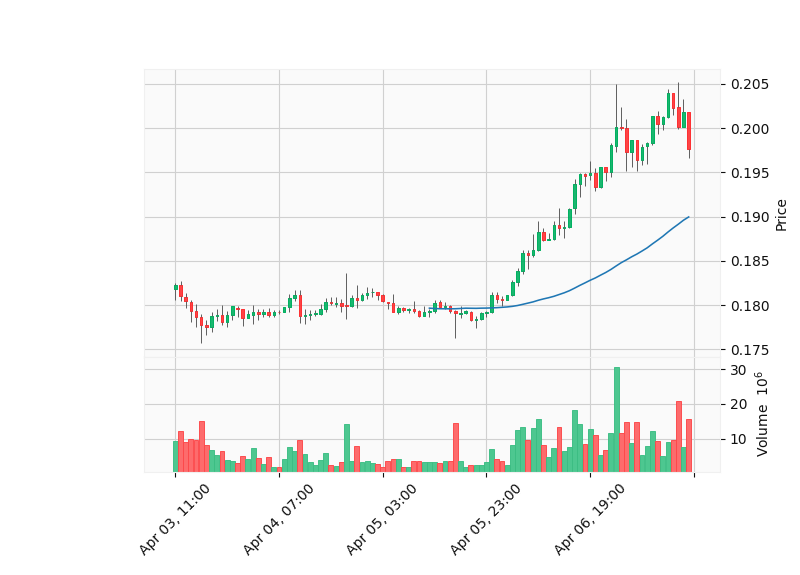 0.205
0.200
0.195
0.190
0.185
0.180
0.175
Price
30
20
10
Volume 10^6
Apr 03, 11:00
Apr 04, 07:00
Apr 05, 03:00
Apr 05, 23:00
Apr 06, 19:00